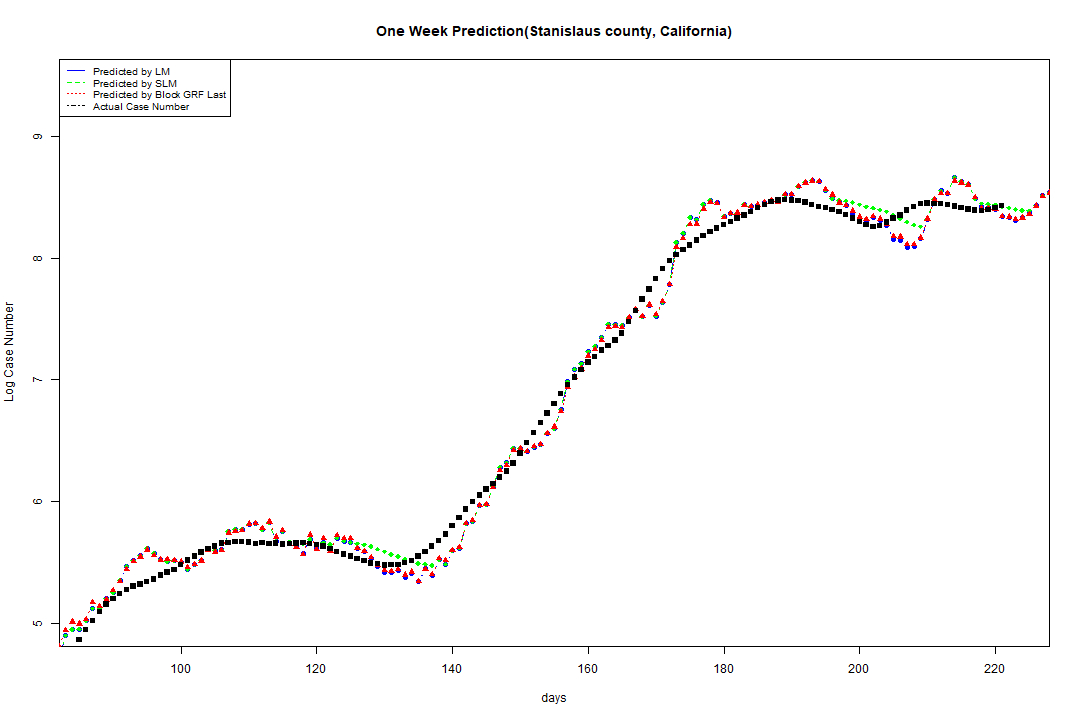 One Week Prediction(Stanislaus county, California)
Predicted by LM
Predicted by SLM
Predicted by Block GRF Last
Actual Case Number
9
8
7
6
5
Log Case Number
100 120 140 160 180 200 220
days